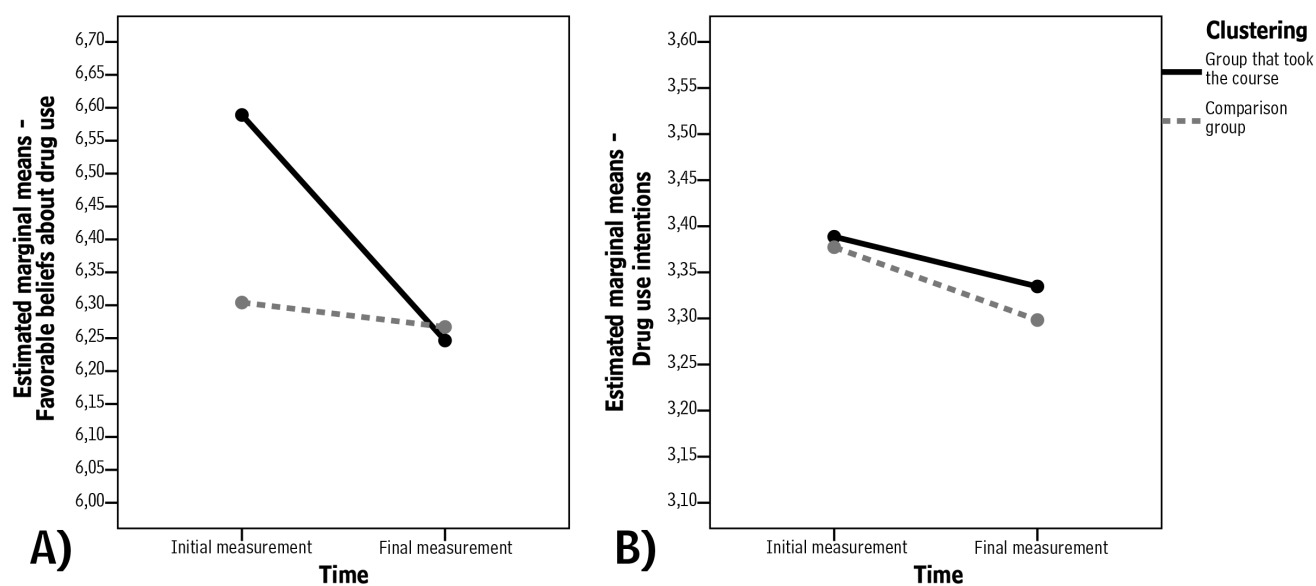 Estimated marginal means -
Favorable beliefs about drug use
6,70
6,65
6,60
6,55
6,50
6,45
6,40
6,35
6,30
6,25
6,20
6,15
6,10
6,05
6,00
Initial measurement
Final measurement
Time
A)
Estimated marginal means -
Drug use intentions
3,60
3,55
3,50
3,45
3,40
3,35
3,30
3,25
3,20
3,15
3,10
Initial measurement
Final measurement
Time
B)
Clustering
Group that took
the course
Comparison
group